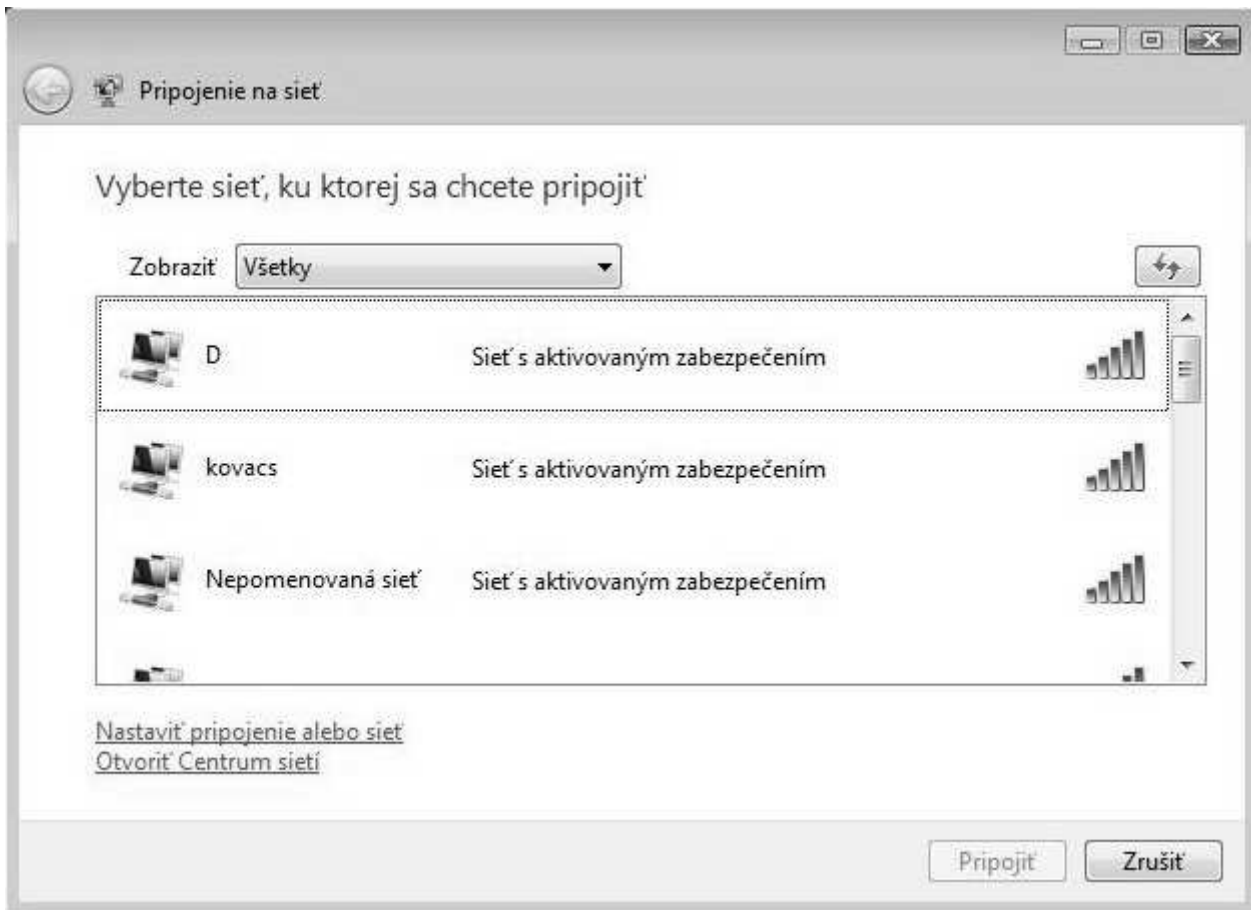 Pripojenie na sieť
Vyberte sieť, ku ktorej sa chcete pripojiť
Zobraziť Všetky
D Sieť s aktivovaným zabezpečením
kovacs Sieť s aktivovaným zabezpečením
Nepomenovaná sieť Sieť s aktivovaným zabezpečením
Nastaviť pripojenie alebo sieť
Otvoriť Centrum sietí
Pripojiť Zrušiť